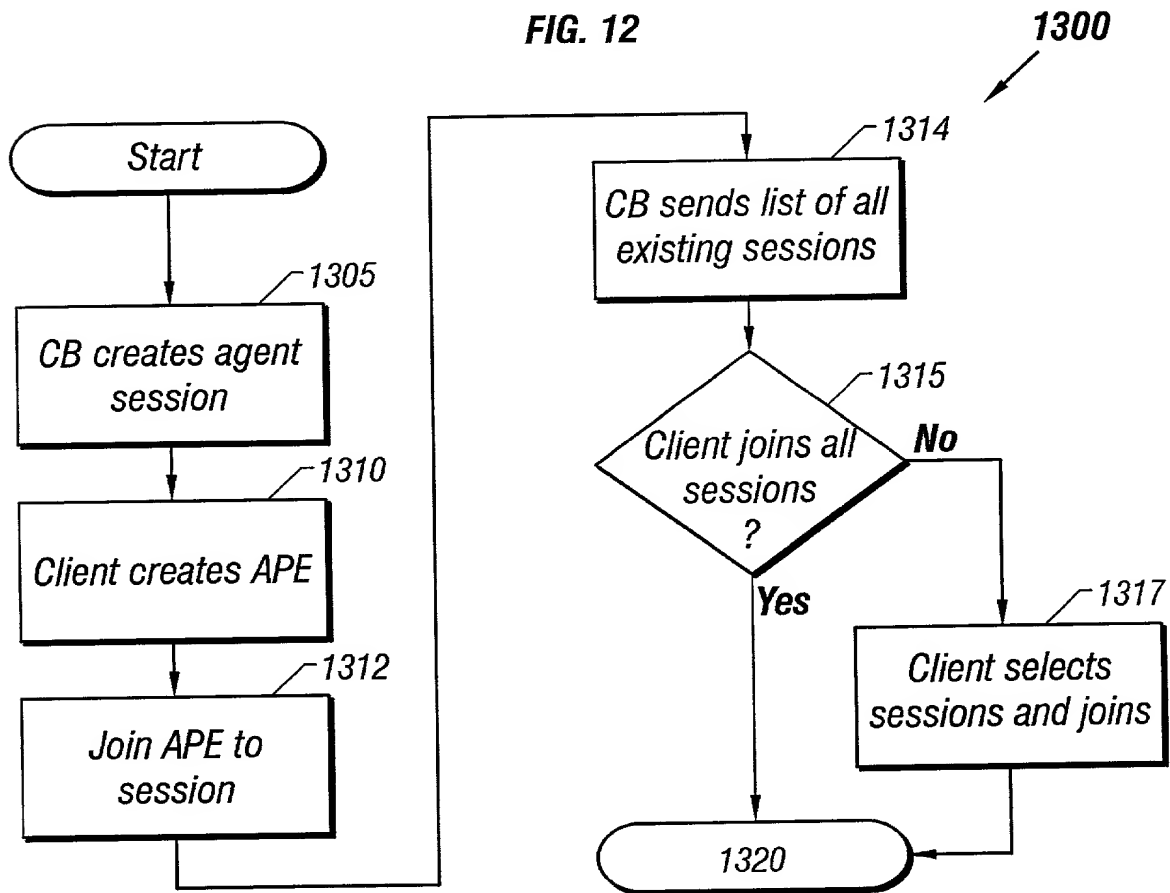 FIG. 12
1300
Start
1305
CB creates agent
session
1310
Client creates APE
1312
Join APE to
session
1314
CB sends list of all
existing sessions
1315
Client joins all
sessions
?
No
Yes
1317
Client selects
sessions and joins
1320